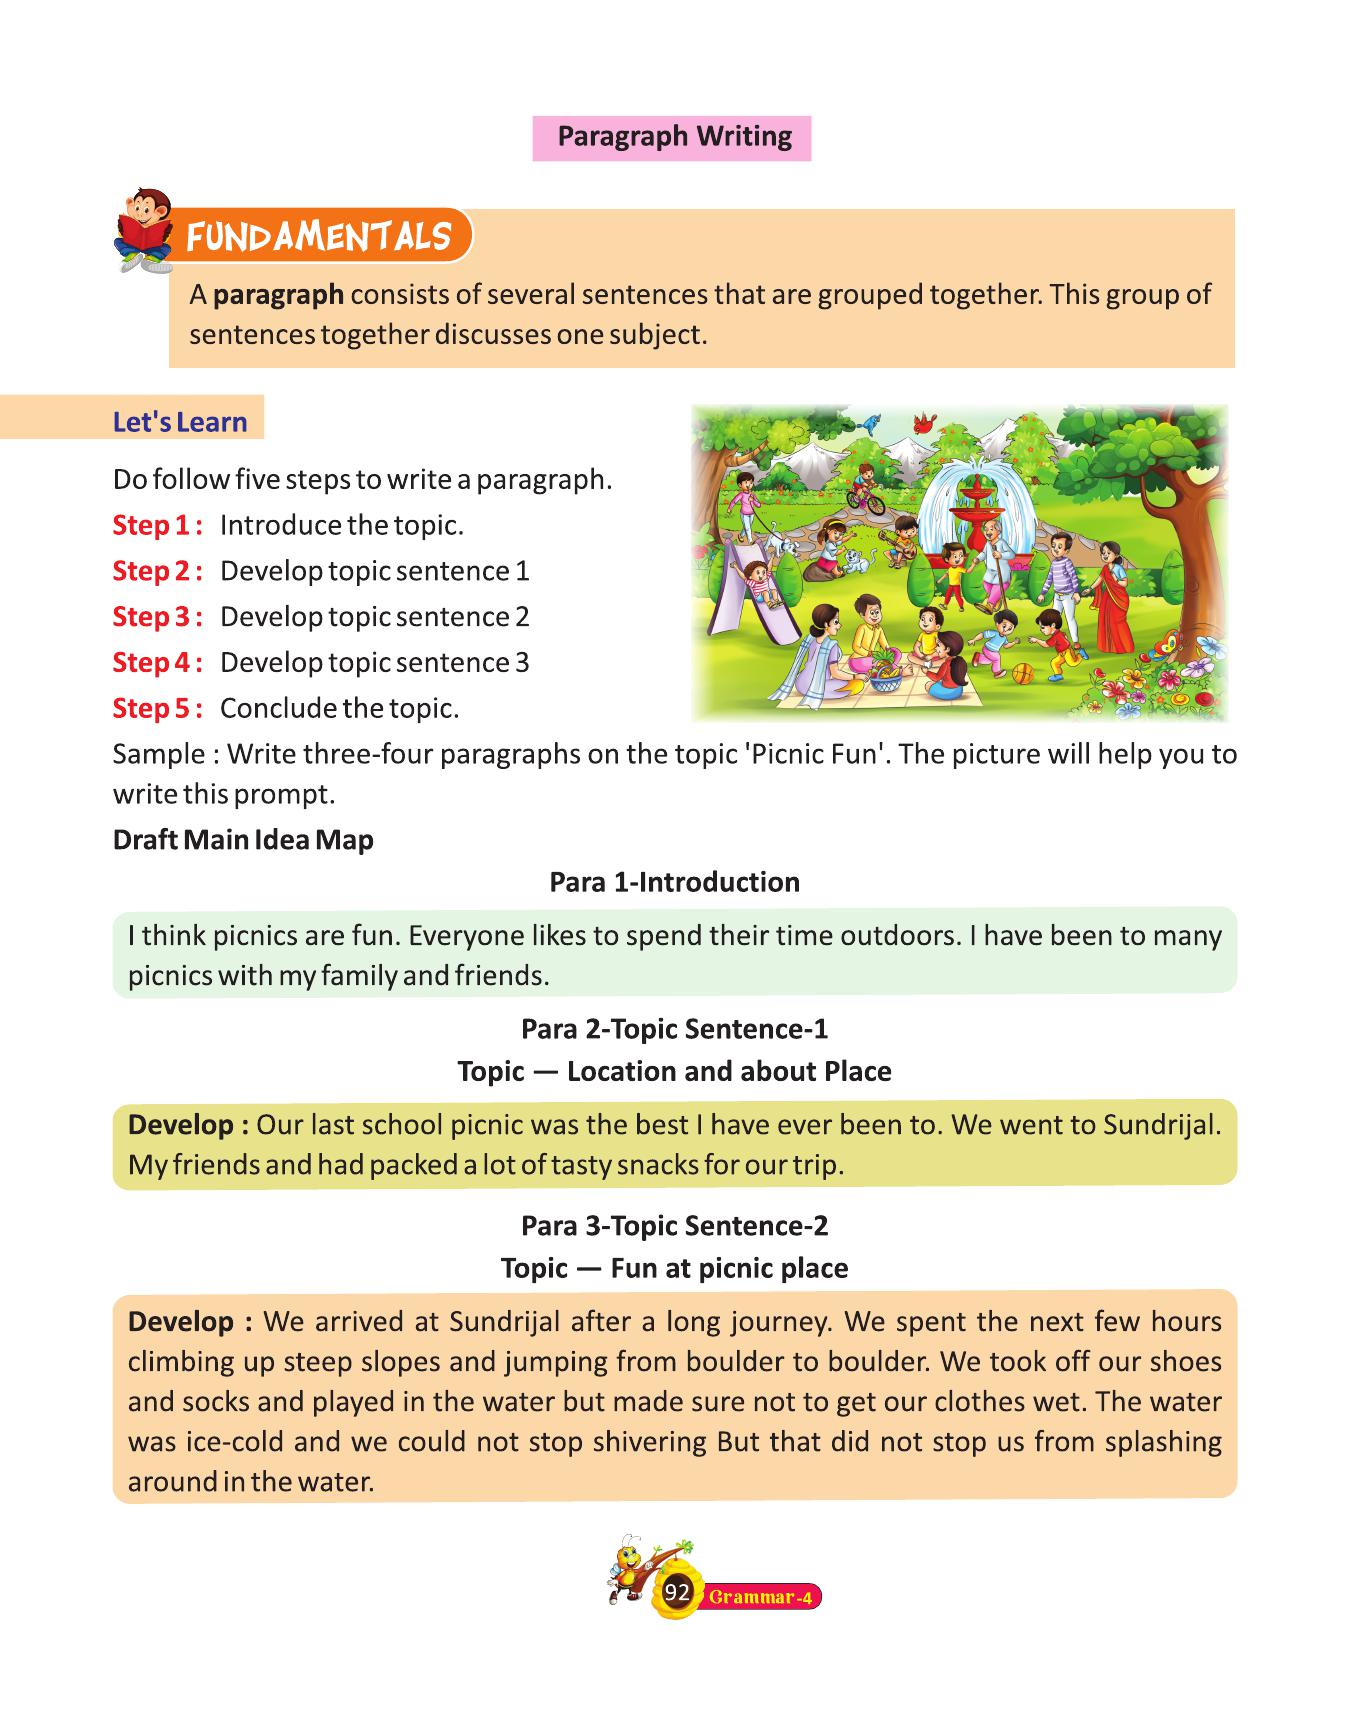 Paragraph Writing
FUNDAMENTALS
A paragraph consists of several sentences that are grouped together. This group of
sentences together discusses one subject.
Let's Learn
Do follow five steps to write a paragraph.
Step 1 : Introduce the topic.
Step 2 : Develop topic sentence 1
Step 3 : Develop topic sentence 2
Step 4 : Develop topic sentence 3
Step 5 : Conclude the topic.
Sample : Write three-four paragraphs on the topic 'Picnic Fun'. The picture will help you to
write this prompt.
Draft Main Idea Map
Para 1-Introduction
I think picnics are fun. Everyone likes to spend their time outdoors. I have been to many
picnics with my family and friends.
Para 2-Topic Sentence-1
Topic — Location and about Place
Develop : Our last school picnic was the best I have ever been to. We went to Sundrijal.
My friends and had packed a lot of tasty snacks for our trip.
Para 3-Topic Sentence-2
Topic — Fun at picnic place
Develop : We arrived at Sundrijal after a long journey. We spent the next few hours
climbing up steep slopes and jumping from boulder to boulder. We took off our shoes
and socks and played in the water but made sure not to get our clothes wet. The water
was ice-cold and we could not stop shivering But that did not stop us from splashing
around in the water.
92 Grammar-4